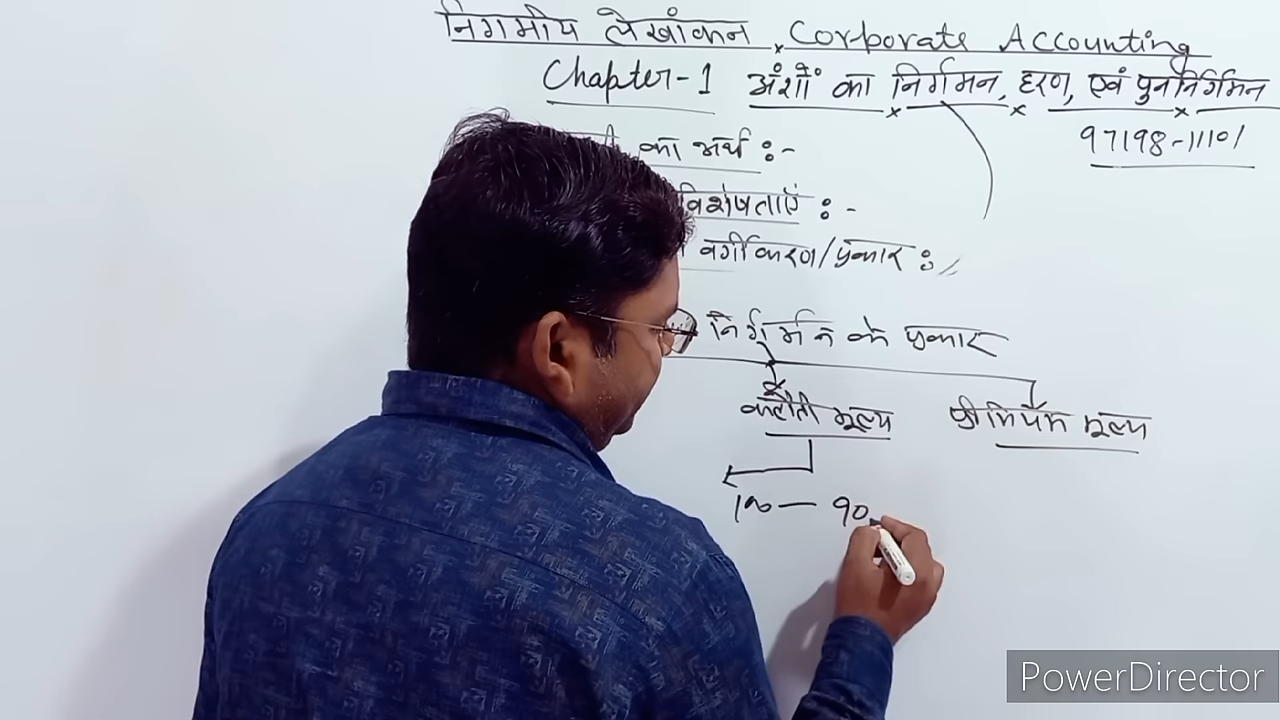 निगमीय लेखांकन × Corporate Accounting
Chapter-1 अंशों का निर्गमन, हरण, एवं पुनर्निर्गमन
97198-11101
का अर्थ :-
विशेषताएँ :-
वर्गीकरण/प्रकार :-
निर्गमन के प्रकार
कटौती मूल्य प्रीमियम मूल्य
100 — 90
PowerDirector